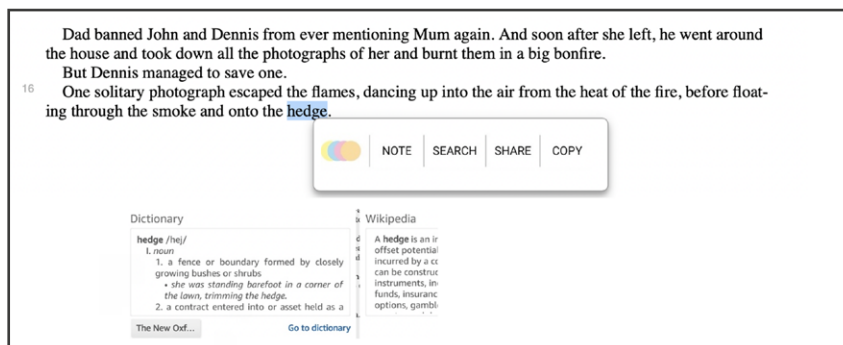 Dad banned John and Dennis from ever mentioning Mum again. And soon after she left, he went around
the house and took down all the photographs of her and burnt them in a big bonfire.
But Dennis managed to save one.
16
One solitary photograph escaped the flames, dancing up into the air from the heat of the fire, before float-
ing through the smoke and onto the hedge.
NOTE SEARCH SHARE COPY
Dictionary
hedge /hej/
I. noun
1. a fence or boundary formed by closely
growing bushes or shrubs
• she was standing barefoot in a corner of
the lawn, trimming the hedge.
2. a contract entered into or asset held as a
The New Oxf...
Go to dictionary
Wikipedia
A hedge is an ir
offset potential
incurred by a cc
can be construc
instruments, in
funds, insuranc
options, gambl